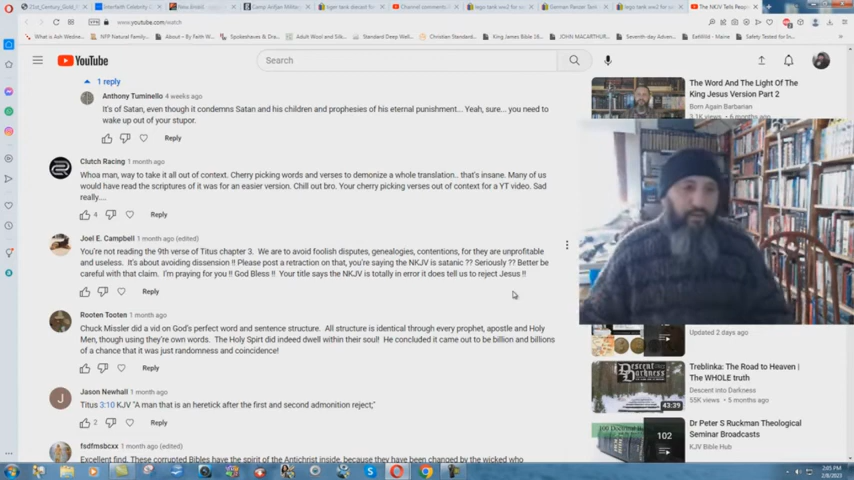 The NKJV Tells Peopl
www.youtube.com/watch
YouTube
Search
1 reply
Anthony Tuminello 4 weeks ago
It's of Satan, even though it condemns Satan and his children and prophesies of his eternal punishment... Yeah, sure... you need to
wake up out of your stupor.
Reply
Clutch Racing 1 month ago
Whoa man, way to take it all out of context. Cherry picking words and verses to demonize a whole translation.. that's insane. Many of us
would have read the scriptures of it was for an easier version. Chill out bro. Your cherry picking verses out of context for a YT video. Sad
really....
4 Reply
Joel E. Campbell 1 month ago (edited)
You're not reading the 9th verse of Titus chapter 3. We are to avoid foolish disputes, genealogies, contentions, for they are unprofitable
and useless. It's about avoiding dissension !! Please post a retraction on that, you're saying the NKJV is satanic ?? Seriously ?? Better be
careful with that claim. I'm praying for you !! God Bless !! Your title says the NKJV is totally in error it does tell us to reject Jesus !!
Reply
Rooten Tooten 1 month ago
Chuck Missler did a vid on God's perfect word and sentence structure. All structure is identical through every prophet, apostle and Holy
Men, though using they're own words. The Holy Spirt did indeed dwell within their soul! He concluded it came out to be billion and billions
of a chance that it was just randomness and coincidence!
Reply
Jason Newhall 1 month ago
J
Titus 3:10 KJV "A man that is an heretick after the first and second admonition reject;"
2 Reply
fsdfmsbcxx 1 month ago (edited)
Excellent find. These corrupted Bibles have the spirit of the Antichrist inside, because they have been changed by the wicked who
The Word And The Light Of The
King Jesus Version Part 2
Born Again Barbarian
3.1K views • 6 months ago
Updated 2 days ago
Treblinka: The Road to Heaven |
The WHOLE truth
Descent into Darkness
55K views • 5 months ago
43:39
Dr Peter S Ruckman Theological
Seminar Broadcasts
KJV Bible Hub
102
2:05 PM
2/8/2023